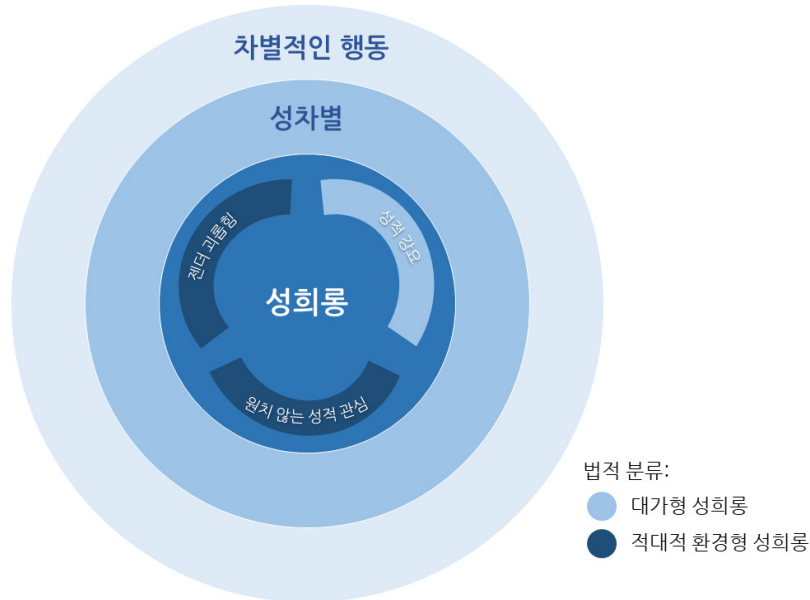 차별적인 행동
성차별
젠더 괴롭힘
성적 강요
성희롱
원치 않는 성적 관심
법적 분류:
대가형 성희롱
적대적 환경형 성희롱